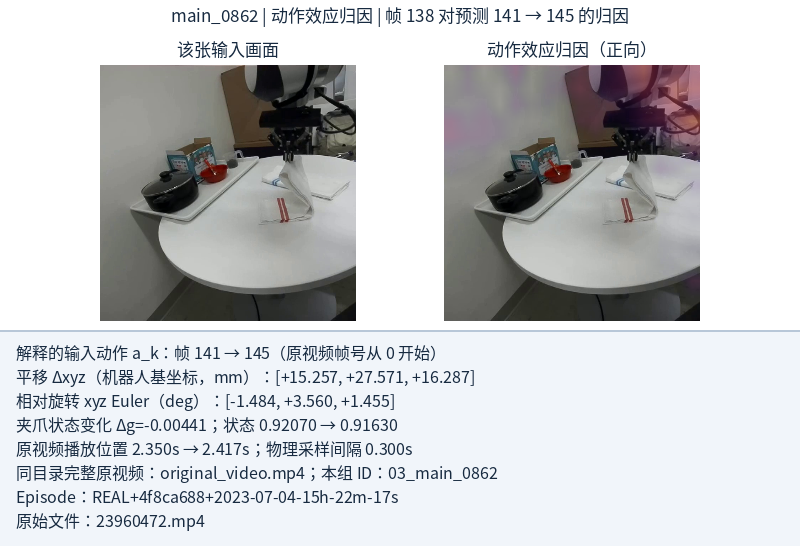 main_0862 | 动作效应归因 | 帧 138 对预测 141 → 145 的归因
该张输入画面
动作效应归因（正向）
解释的输入动作 a_k：帧 141 → 145（原视频帧号从 0 开始）
平移 Δxyz（机器人基坐标，mm）：[+15.257, +27.571, +16.287]
相对旋转 xyz Euler（deg）：[-1.484, +3.560, +1.455]
夹爪状态变化 Δg=-0.00441；状态 0.92070 → 0.91630
原视频播放位置 2.350s → 2.417s；物理采样间隔 0.300s
同目录完整原视频：original_video.mp4；本组 ID：03_main_0862
Episode：REAL+4f8ca688+2023-07-04-15h-22m-17s
原始文件：23960472.mp4